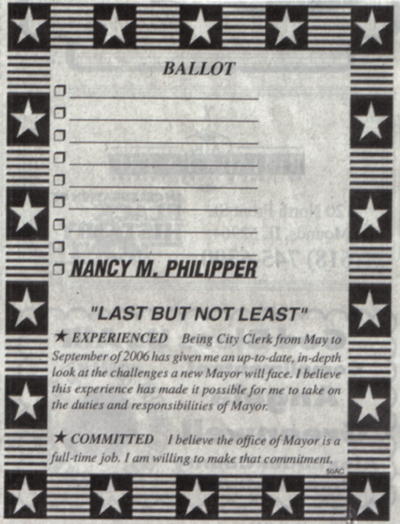 BALLOT
NANCY M. PHILIPPER
"LAST BUT NOT LEAST"
★ EXPERIENCED Being City Clerk from May to
September of 2006 has given me an up-to-date, in-depth
look at the challenges a new Mayor will face. I believe
this experience has made it possible for me to take on
the duties and responsibilities of Mayor.
★ COMMITTED I believe the office of Mayor is a
full-time job. I am willing to make that commitment.